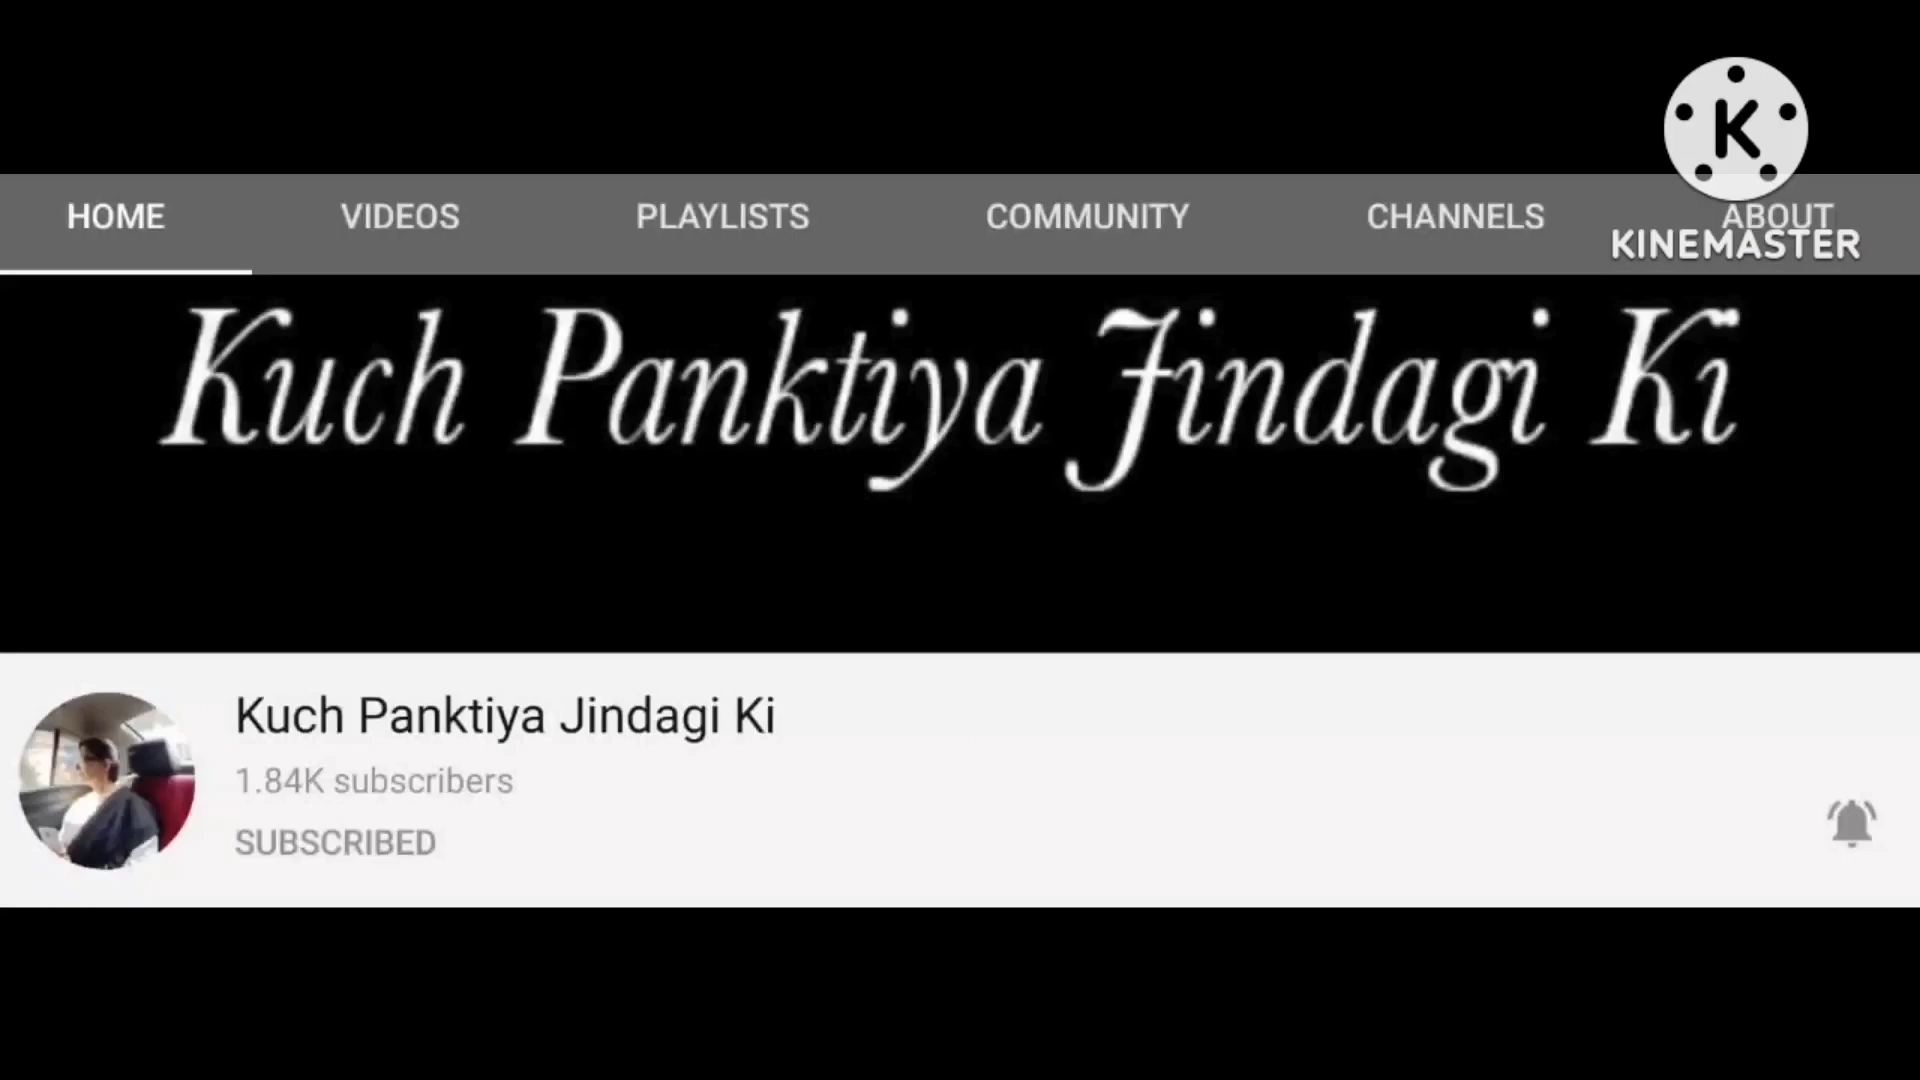 K
KINEMASTER
HOME VIDEOS PLAYLISTS COMMUNITY CHANNELS ABOUT
Kuch Panktiya Jindagi Ki
Kuch Panktiya Jindagi Ki
1.84K subscribers
SUBSCRIBED